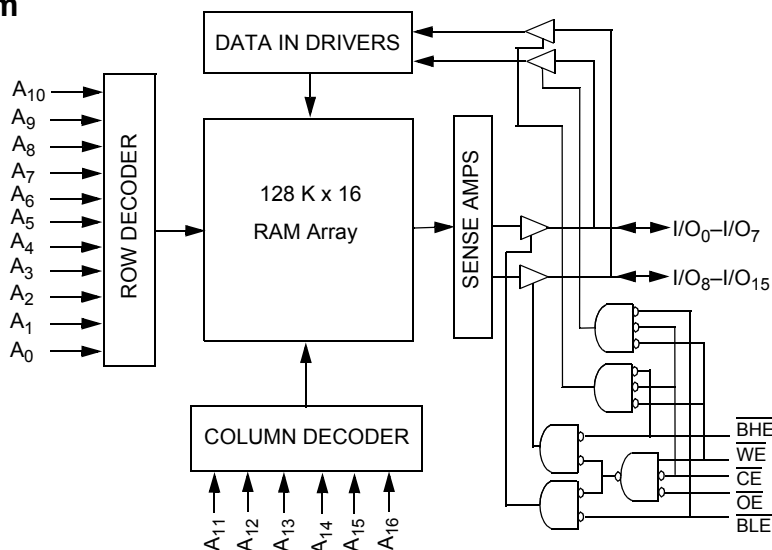 m
DATA IN DRIVERS
A10
A9
A8
A7
A6
A5
A4
A3
A2
A1
A0
ROW DECODER
128 K x 16
RAM Array
SENSE AMPS
I/O0–I/O7
I/O8–I/O15
COLUMN DECODER
A11
A12
A13
A14
A15
A16
BHE
WE
CE
OE
BLE